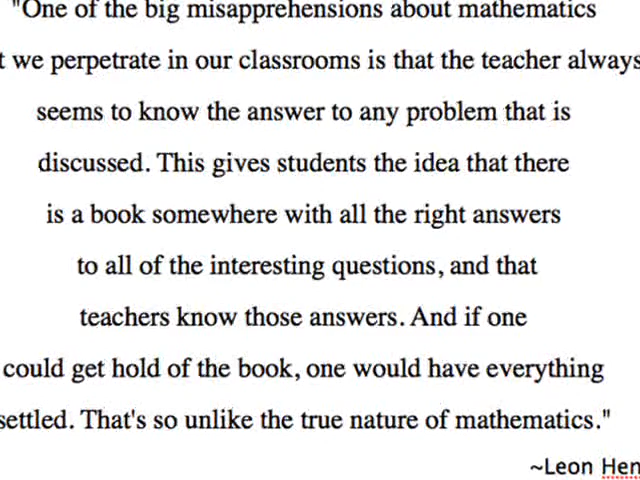 "One of the big misapprehensions about mathematics
t we perpetrate in our classrooms is that the teacher always
seems to know the answer to any problem that is
discussed. This gives students the idea that there
is a book somewhere with all the right answers
to all of the interesting questions, and that
teachers know those answers. And if one
could get hold of the book, one would have everything
settled. That's so unlike the true nature of mathematics."
~Leon Hen